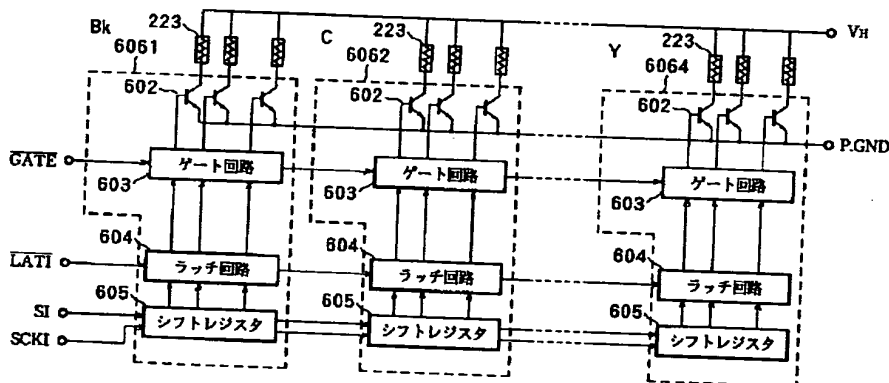 Bk 223 C 223 Y 223 VH
6061 6062 6064
602 602 602
P.GND
GATE ゲート回路 ゲート回路 ゲート回路
603 603 603
604 604 604
LATI ラッチ回路 ラッチ回路 ラッチ回路
605 605 605
SI シフトレジスタ シフトレジスタ シフトレジスタ
SCKI